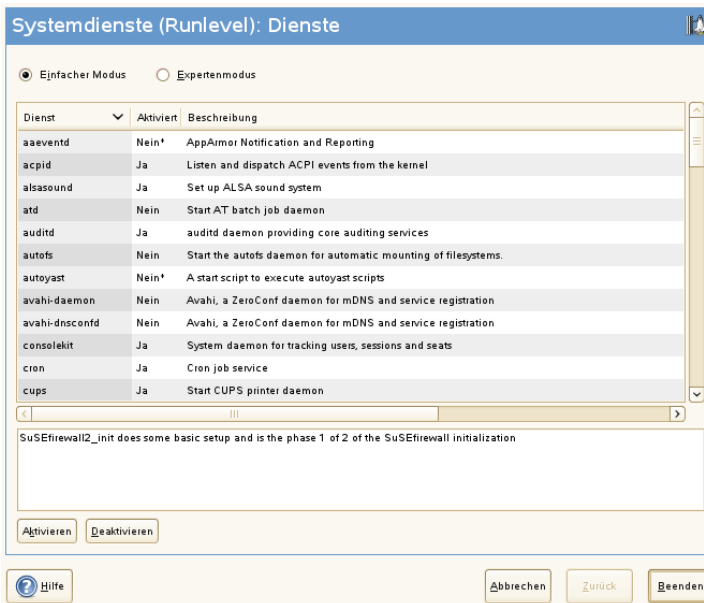 Systemdienste (Runlevel): Dienste
Einfacher Modus Expertenmodus
Dienst Aktiviert Beschreibung
aaeventd Nein* AppArmor Notification and Reporting
acpid Ja Listen and dispatch ACPI events from the kernel
alsasound Ja Set up ALSA sound system
atd Nein Start AT batch job daemon
auditd Ja auditd daemon providing core auditing services
autofs Nein Start the autofs daemon for automatic mounting of filesystems.
autoyast Nein* A start script to execute autoyast scripts
avahi-daemon Nein Avahi, a ZeroConf daemon for mDNS and service registration
avahi-dnsconfd Nein Avahi, a ZeroConf daemon for mDNS and service registration
consolekit Ja System daemon for tracking users, sessions and seats
cron Ja Cron job service
cups Ja Start CUPS printer daemon
SuSEfirewall2_init does some basic setup and is the phase 1 of 2 of the SuSEfirewall initialization
Aktivieren Deaktivieren
Hilfe Abbrechen Zurück Beenden